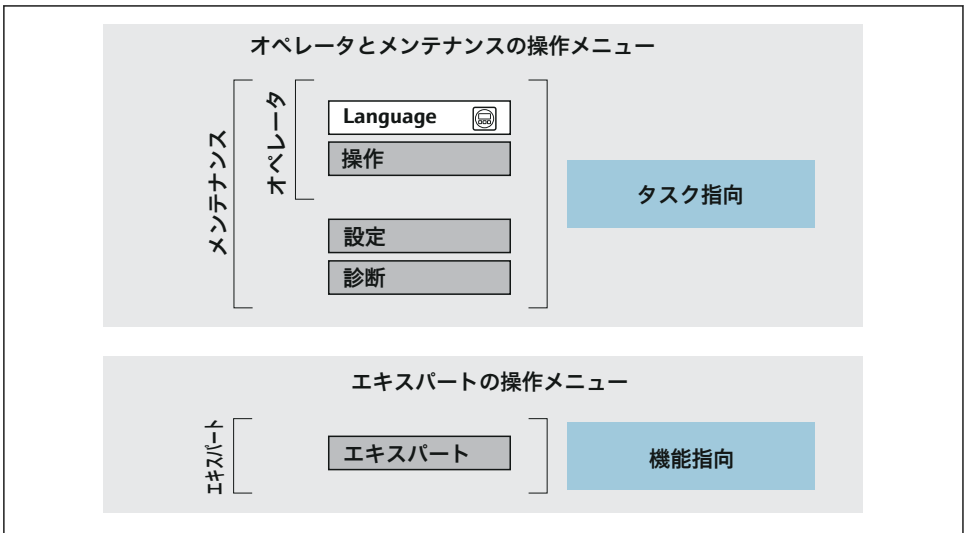 オペレータとメンテナンスの操作メニュー
メンテナンス
オペレータ
Language
操作
設定
診断
タスク指向
エキスパートの操作メニュー
エキスパート
エキスパート
機能指向